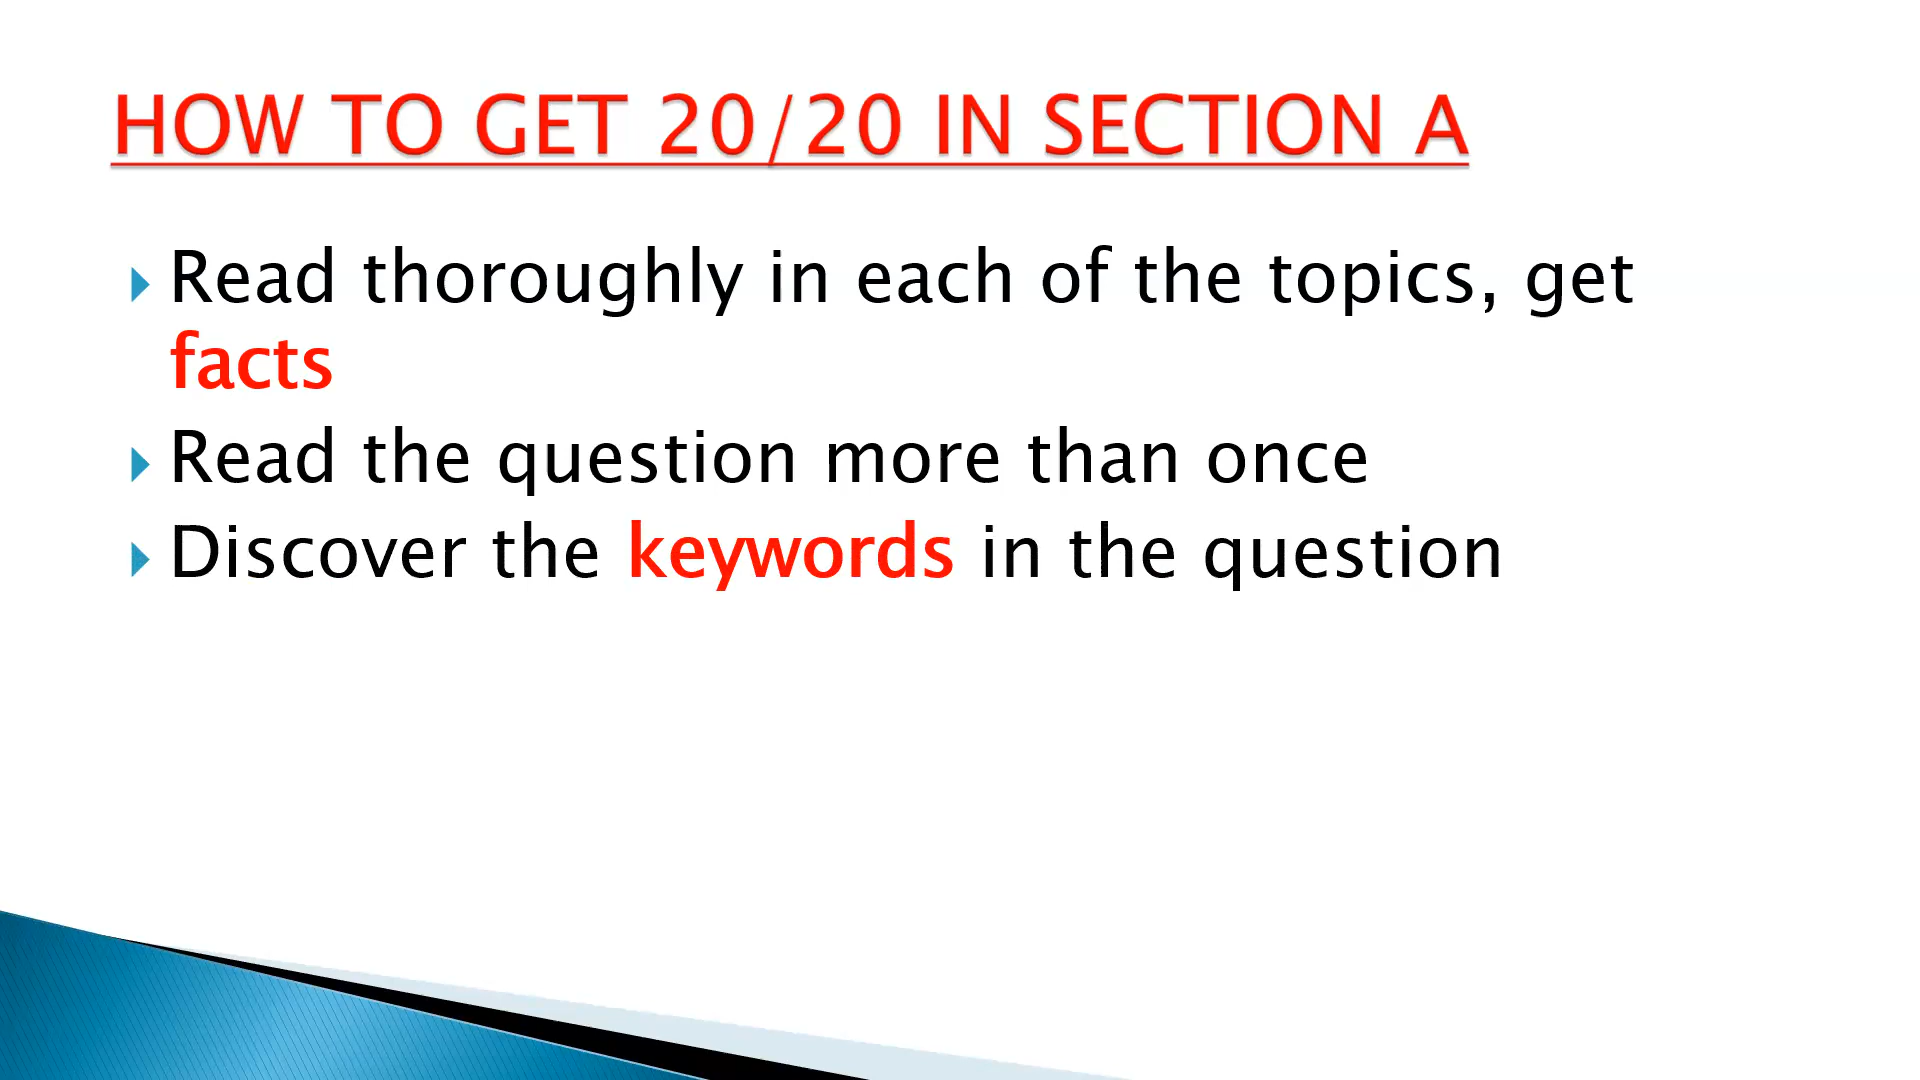 HOW TO GET 20/20 IN SECTION A
Read thoroughly in each of the topics, get
facts
Read the question more than once
Discover the keywords in the question